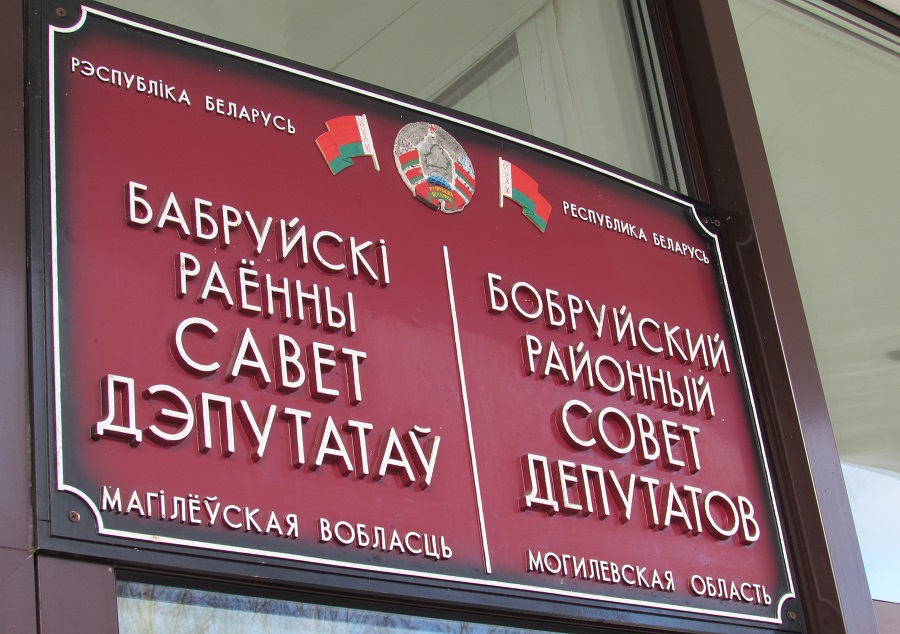 РЭСПУБЛІКА БЕЛАРУСЬ
БАБРУЙСКІ
РАЁННЫ
САВЕТ
ДЭПУТАТАЎ
МАГІЛЁЎСКАЯ ВОБЛАСЦЬ
РЕСПУБЛИКА БЕЛАРУСЬ
БОБРУЙСКИЙ
РАЙОННЫЙ
СОВЕТ
ДЕПУТАТОВ
МОГИЛЕВСКАЯ ОБЛАСТЬ